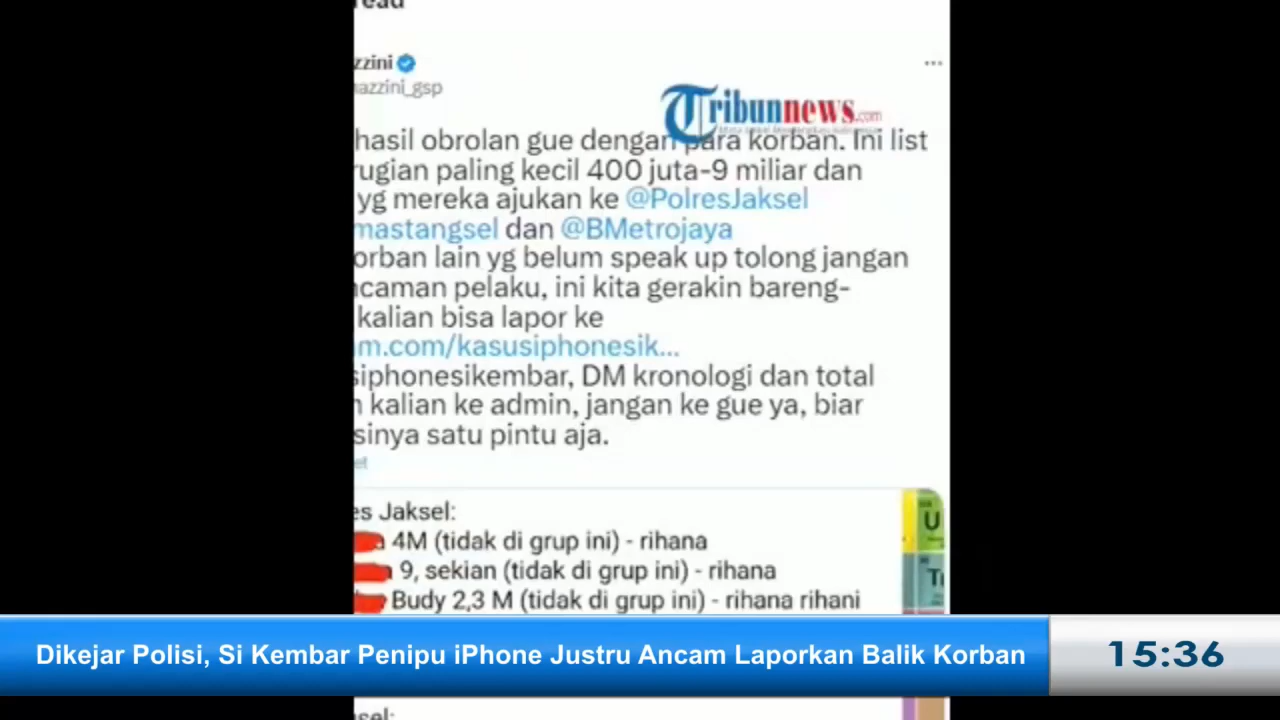 read
zzini
azzini_gsp
Tribunnews.com
hasil obrolan gue dengan para korban. Ini list
rugian paling kecil 400 juta-9 miliar dan
yg mereka ajukan ke @PolresJaksel
mastangsel dan @BMetrojaya
orban lain yg belum speak up tolong jangan
ncaman pelaku, ini kita gerakin bareng-
kalian bisa lapor ke
m.com/kasusiphonesik...
siphonesikembar, DM kronologi dan total
n kalian ke admin, jangan ke gue ya, biar
sinya satu pintu aja.
et
es Jaksel:
4M (tidak di grup ini) - rihana
9, sekian (tidak di grup ini) - rihana
Budy 2,3 M (tidak di grup ini) - rihana rihani
U
Dikejar Polisi, Si Kembar Penipu iPhone Justru Ancam Laporkan Balik Korban
15:36
sel: